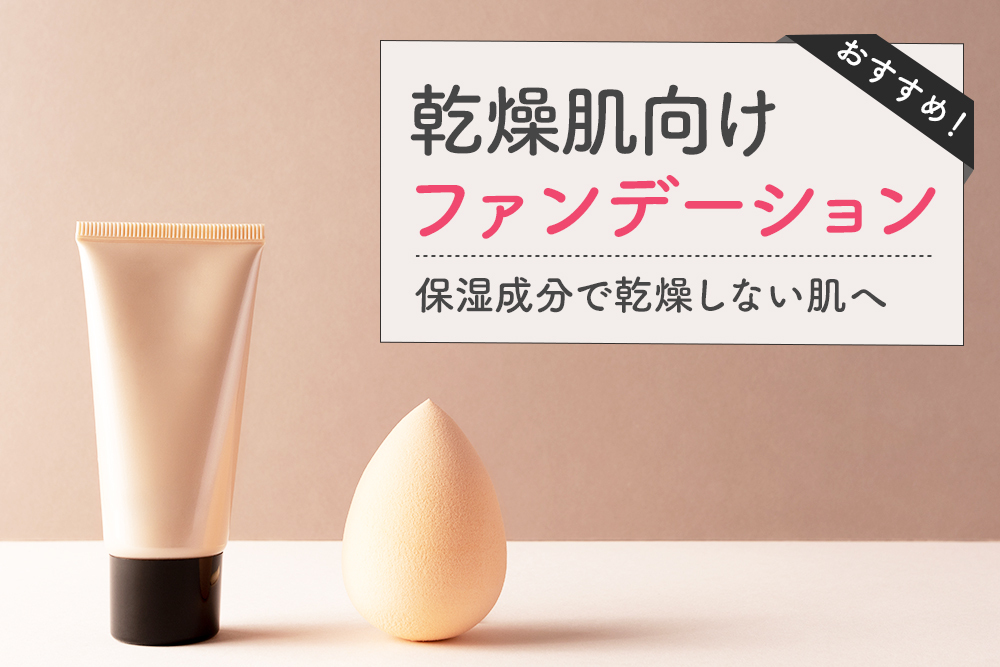 おすすめ！
乾燥肌向け
ファンデーション
保湿成分で乾燥しない肌へ